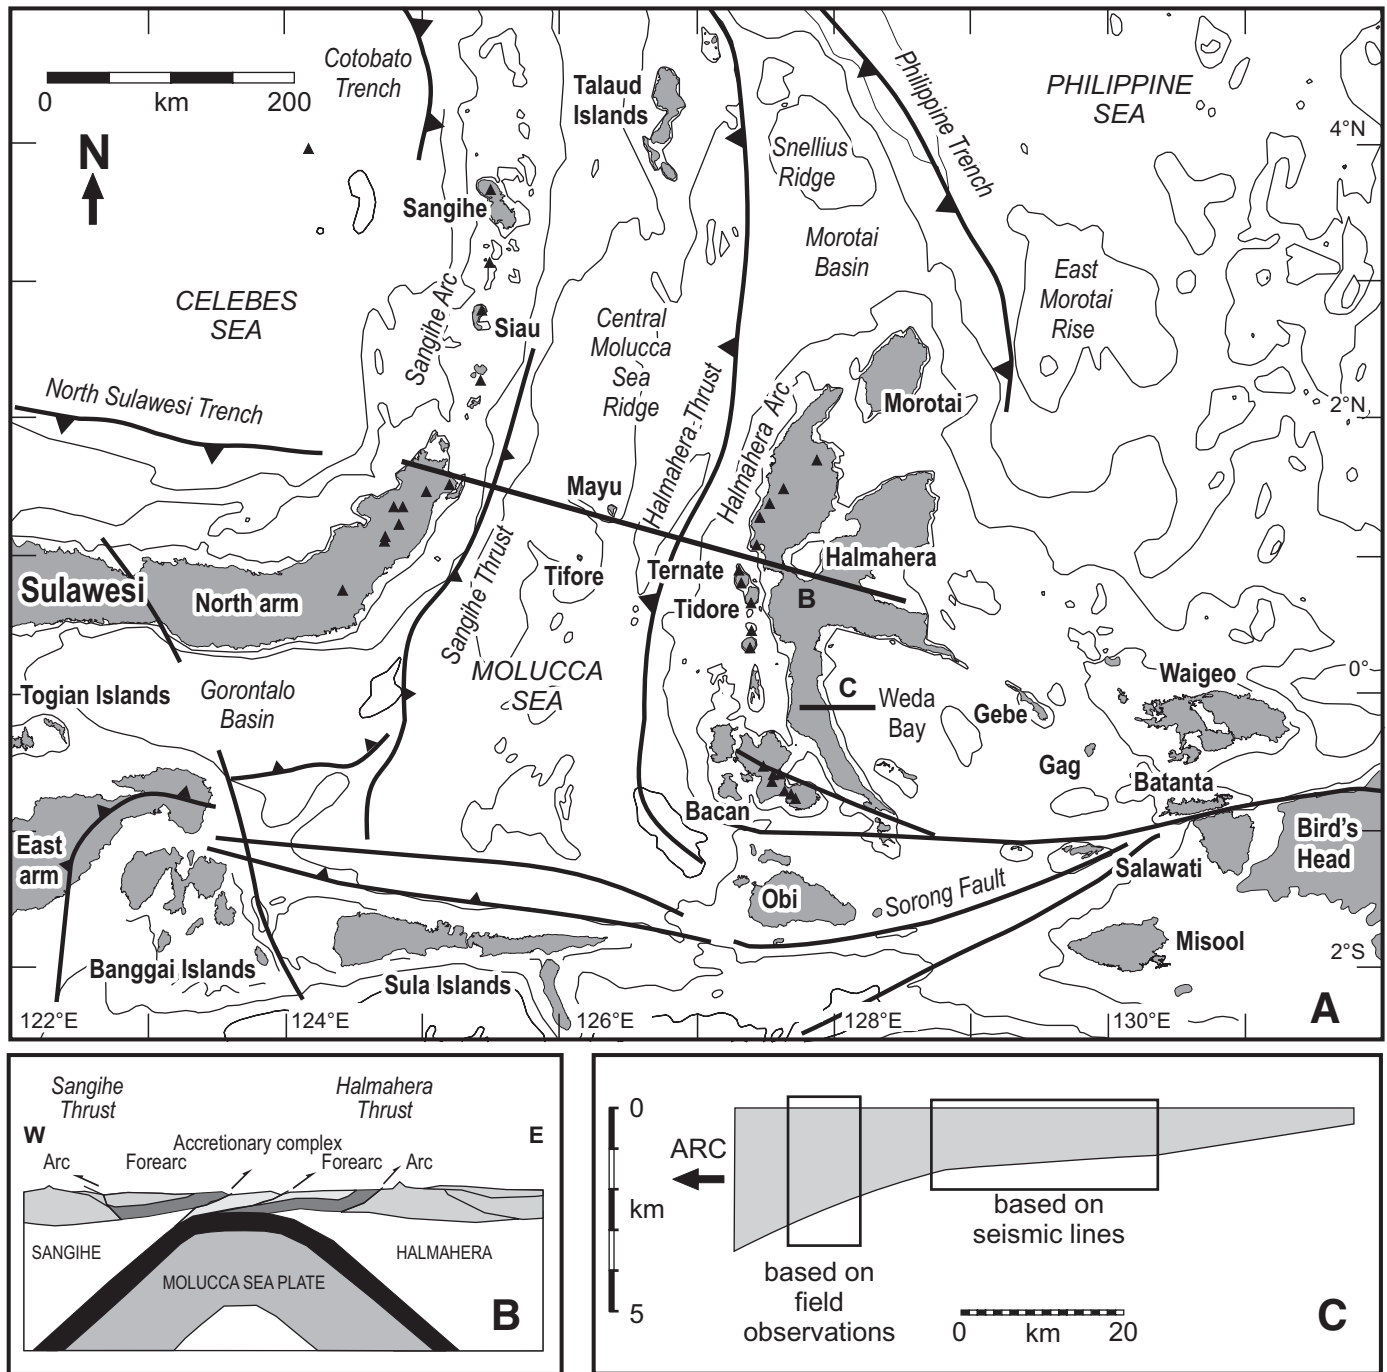 Cotobato
Trench
0
km
200
N
Talaud
Islands
Philippine Trench
PHILIPPINE
SEA
4°N
Snellius
Ridge
Sangihe
Morotai
Basin
East
Morotai
Rise
CELEBES
SEA
Sangihe Arc
Siau
Central
Molucca
Sea
Ridge
North Sulawesi Trench
Halmahera Thrust
Halmahera Arc
Morotai
2°N
Mayu
Halmahera
Sulawesi
North arm
Sangihe Thrust
Tifore
Ternate
Tidore
B
MOLUCCA
SEA
0°
Togian Islands
Gorontalo
Basin
C
Weda
Bay
Gebe
Waigeo
Gag
Batanta
Bacan
East
arm
Bird's
Head
Salawati
Obi
Sorong Fault
Misool
Banggai Islands
Sula Islands
2°S
122°E
124°E
126°E
128°E
130°E
A
Sangihe
Thrust
Halmahera
Thrust
W
E
Accretionary complex
Arc
Forearc
Forearc
Arc
SANGIHE
HALMAHERA
MOLUCCA SEA PLATE
B
0
ARC
km
5
based on
seismic lines
based on
field
observations
0
km
20
C